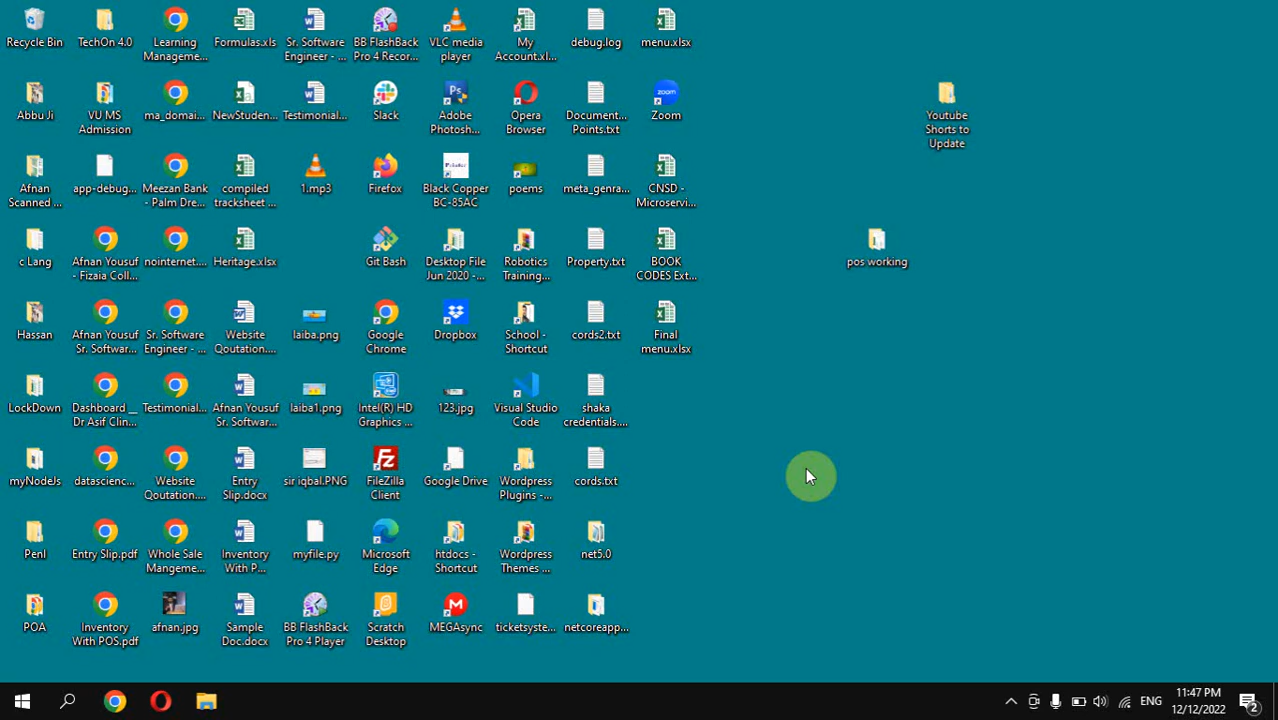 Recycle Bin
TechOn 4.0
Learning
Manageme...
Formulas.xls
Sr. Software
Engineer - ...
BB FlashBack
Pro 4 Recor...
VLC media
player
My
Account.xl...
debug.log
menu.xlsx
Abbu Ji
VU MS
Admission
ma_domai...
NewStuden...
Testimonial...
Slack
Adobe
Photosh...
Opera
Browser
Document...
Points.txt
Zoom
zoom
Youtube
Shorts to
Update
Afnan
Scanned ...
app-debug...
Meezan Bank
- Palm Dre...
compiled
tracksheet ...
1.mp3
Firefox
Black Copper
BC-85AC
poems
meta_genra...
CNSD -
Microservi...
c Lang
Afnan Yousuf
- Fizaia Coll...
nointernet....
Heritage.xlsx
Git Bash
Desktop File
Jun 2020 -...
Robotics
Training...
Property.txt
BOOK
CODES Ext...
pos working
Hassan
Afnan Yousuf
Sr. Softwar...
Sr. Software
Engineer - ...
Website
Qoutation....
laiba.png
Google
Chrome
Dropbox
School -
Shortcut
cords2.txt
Final
menu.xlsx
LockDown
Dashboard __
Dr Asif Clin...
Testimonial...
Afnan Yousuf
Sr. Softwar...
laiba1.png
Intel(R) HD
Graphics ...
123.jpg
Visual Studio
Code
shaka
credentials....
myNodeJs
datascienc...
Website
Qoutation....
Entry
Slip.docx
sir iqbal.PNG
FileZilla
Client
Google Drive
Wordpress
Plugins -...
cords.txt
PenI
Entry Slip.pdf
Whole Sale
Mangeme...
Inventory
With P...
myfile.py
Microsoft
Edge
htdocs -
Shortcut
Wordpress
Themes ...
net5.0
POA
Inventory
With POS.pdf
afnan.jpg
Sample
Doc.docx
BB FlashBack
Pro 4 Player
Scratch
Desktop
MEGAsync
ticketsyste...
netcoreapp...
ENG
11:47 PM
12/12/2022
2